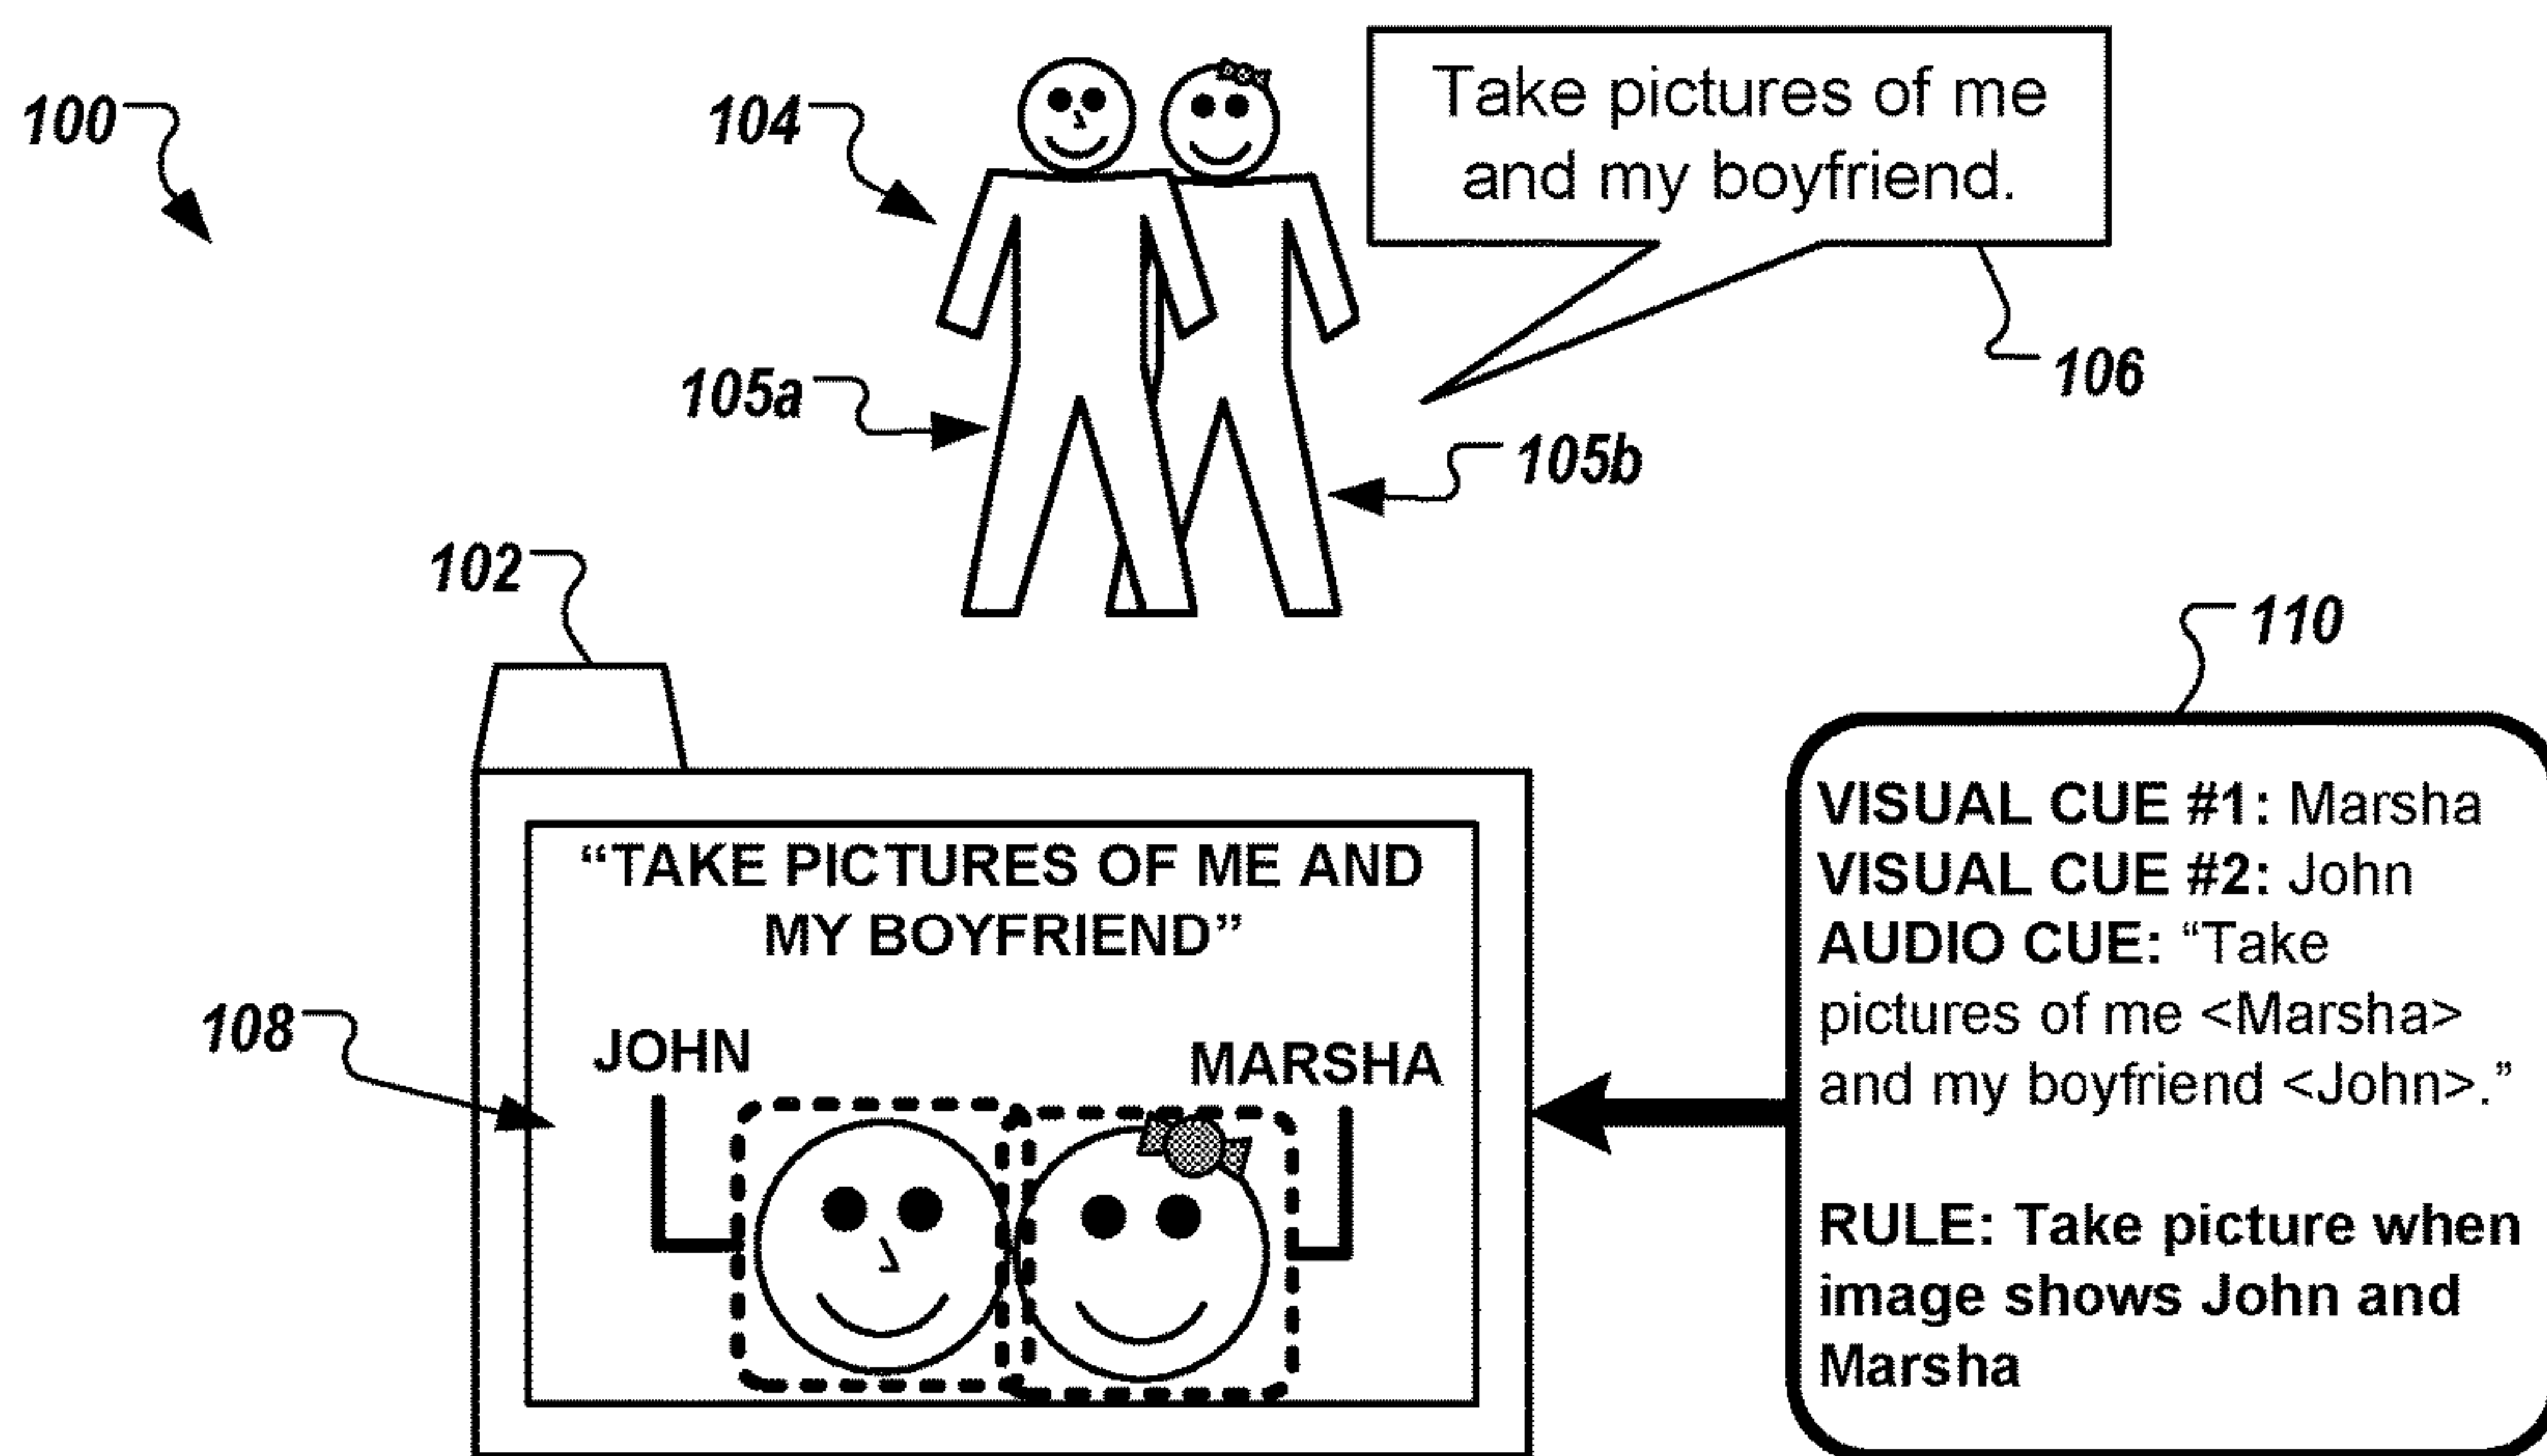 100
104
Take pictures of me
and my boyfriend.
106
105a
105b
102
110
"TAKE PICTURES OF ME AND
MY BOYFRIEND”
108
JOHN
MARSHA
VISUAL CUE #1: Marsha
VISUAL CUE #2: John
AUDIO CUE: “Take
pictures of me <Marsha>
and my boyfriend <John>.”
RULE: Take picture when
image shows John and
Marsha